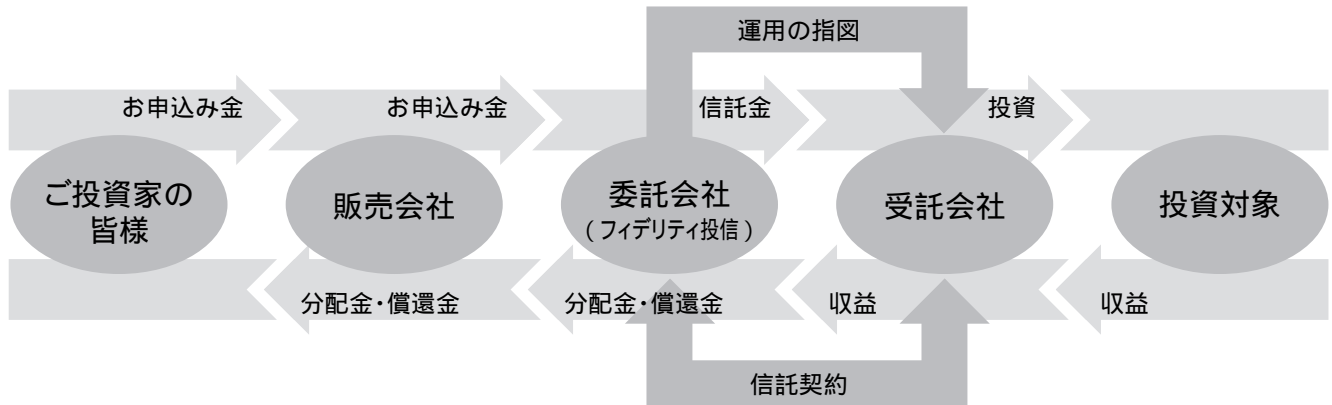 運用の指図
お申込み金
お申込み金
信託金
投資
ご投資家の
皆様
販売会社
委託会社
(フィデリティ投信)
受託会社
投資対象
分配金・償還金
分配金・償還金
収益
収益
信託契約